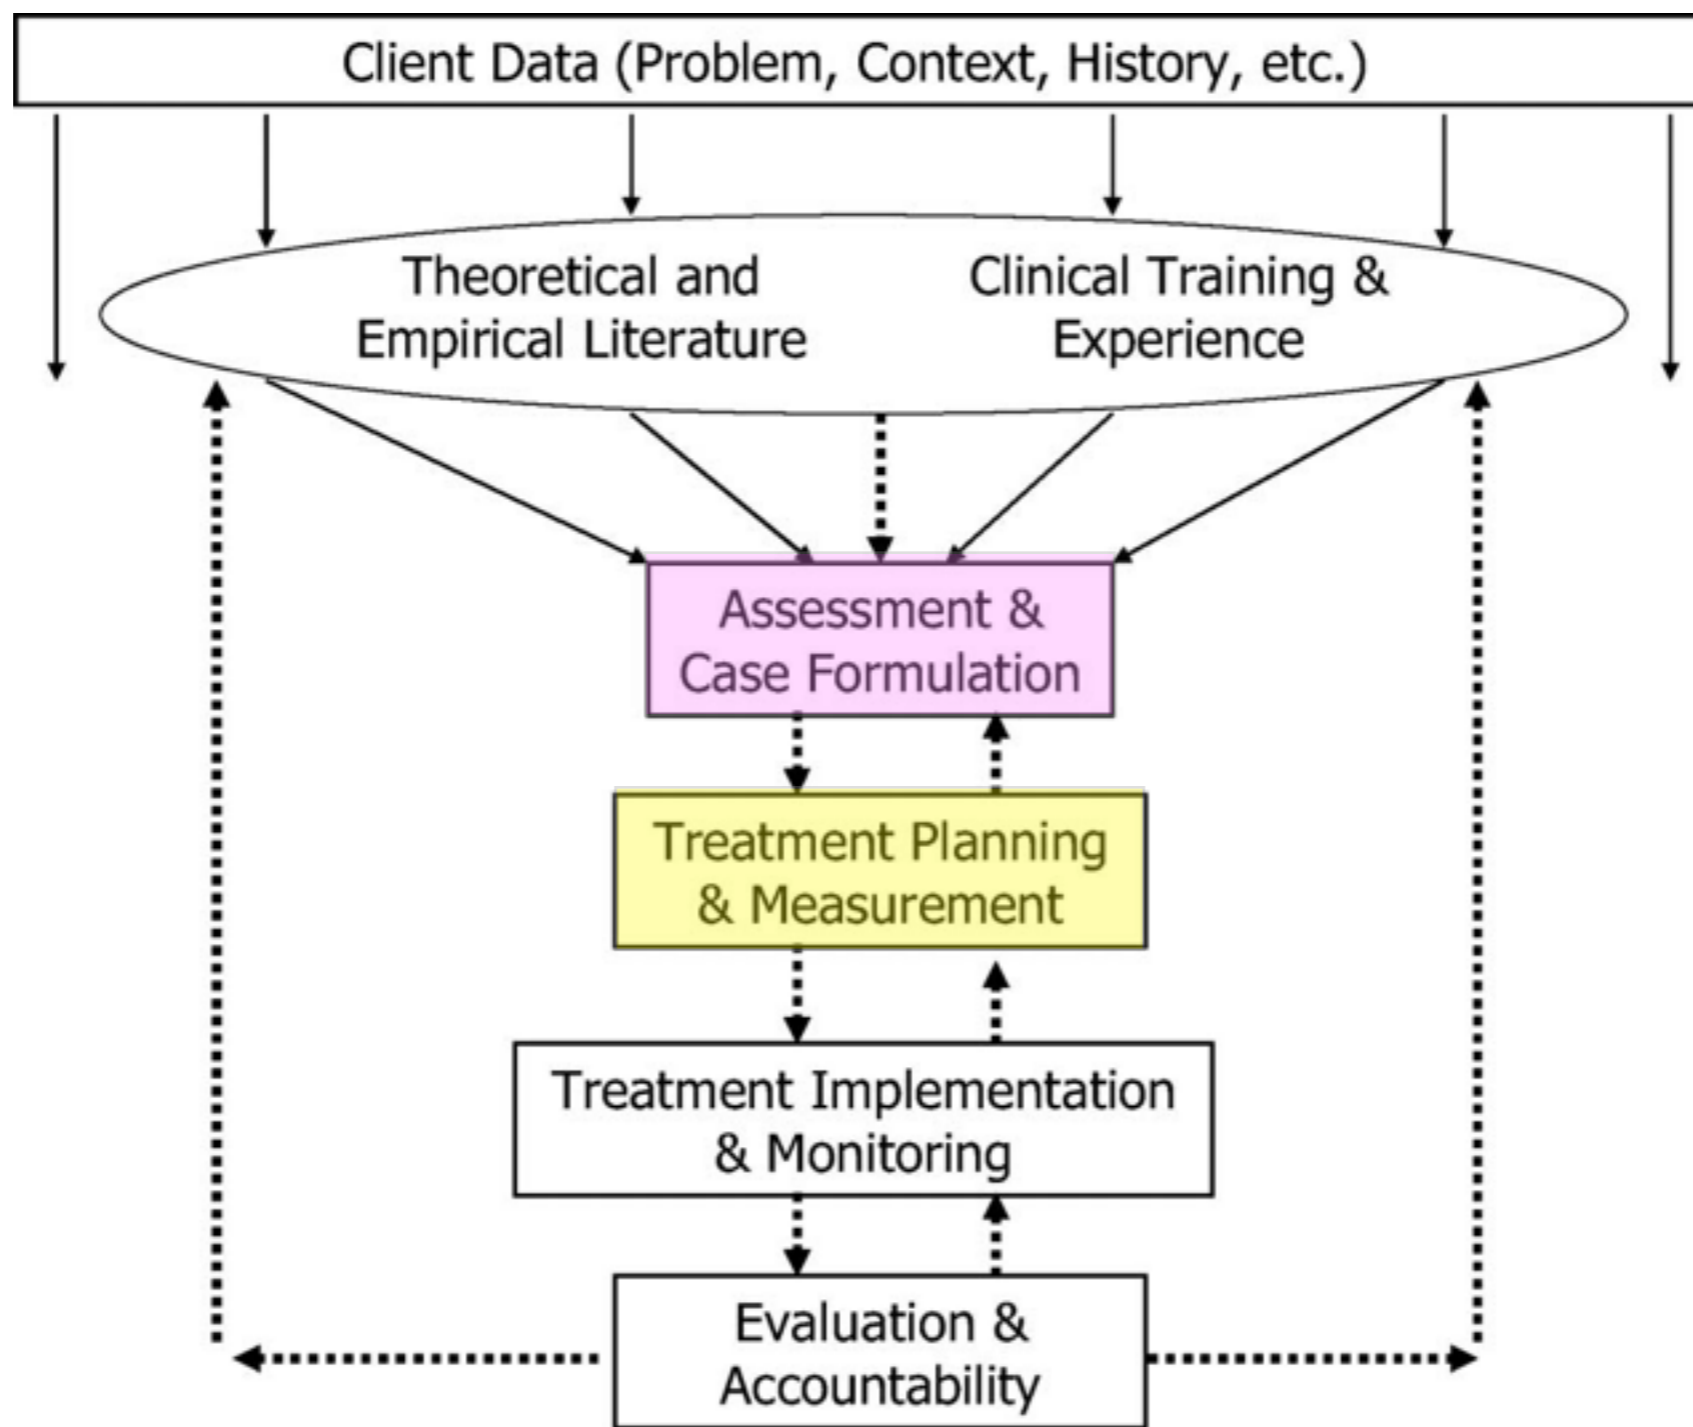 Client Data (Problem, Context, History, etc.)
Theoretical and
Empirical Literature
Clinical Training &
Experience
Assessment &
Case Formulation
Treatment Planning
& Measurement
Treatment Implementation
& Monitoring
Evaluation &
Accountability